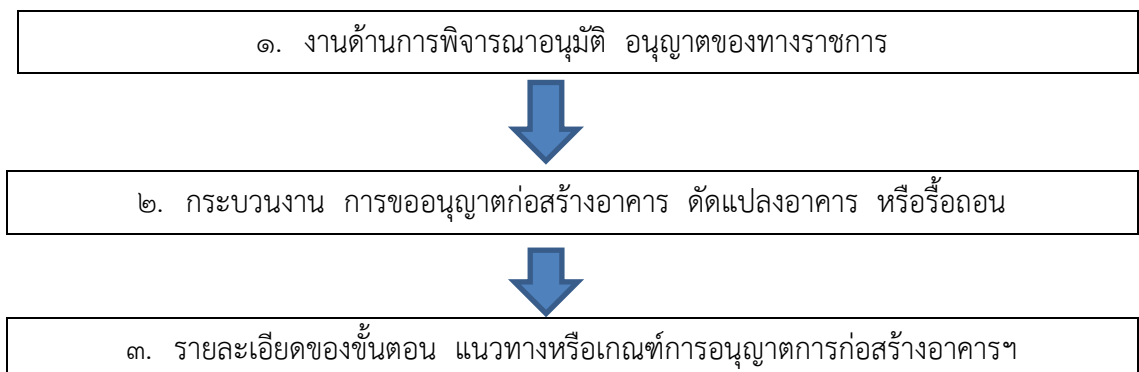 ๑. งานด้านการพิจารณาอนุมัติ อนุญาตของทางราชการ
๒. กระบวนงาน การขออนุญาตก่อสร้างอาคาร ดัดแปลงอาคาร หรือรื้อถอน
๓. รายละเอียดของขั้นตอน แนวทางหรือเกณฑ์การอนุญาตการก่อสร้างอาคารฯ